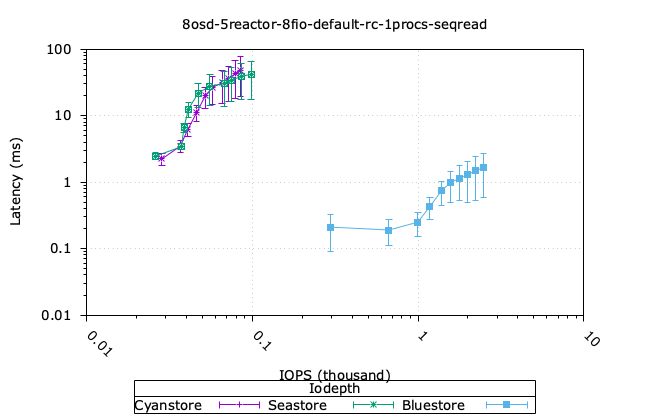 8osd-5reactor-8fio-default-rc-1procs-seqread
100
10
1
0.1
0.01
Latency (ms)
0.01
0.1
1
10
IOPS (thousand)
Iodepth
Cyanstore Seastore Bluestore